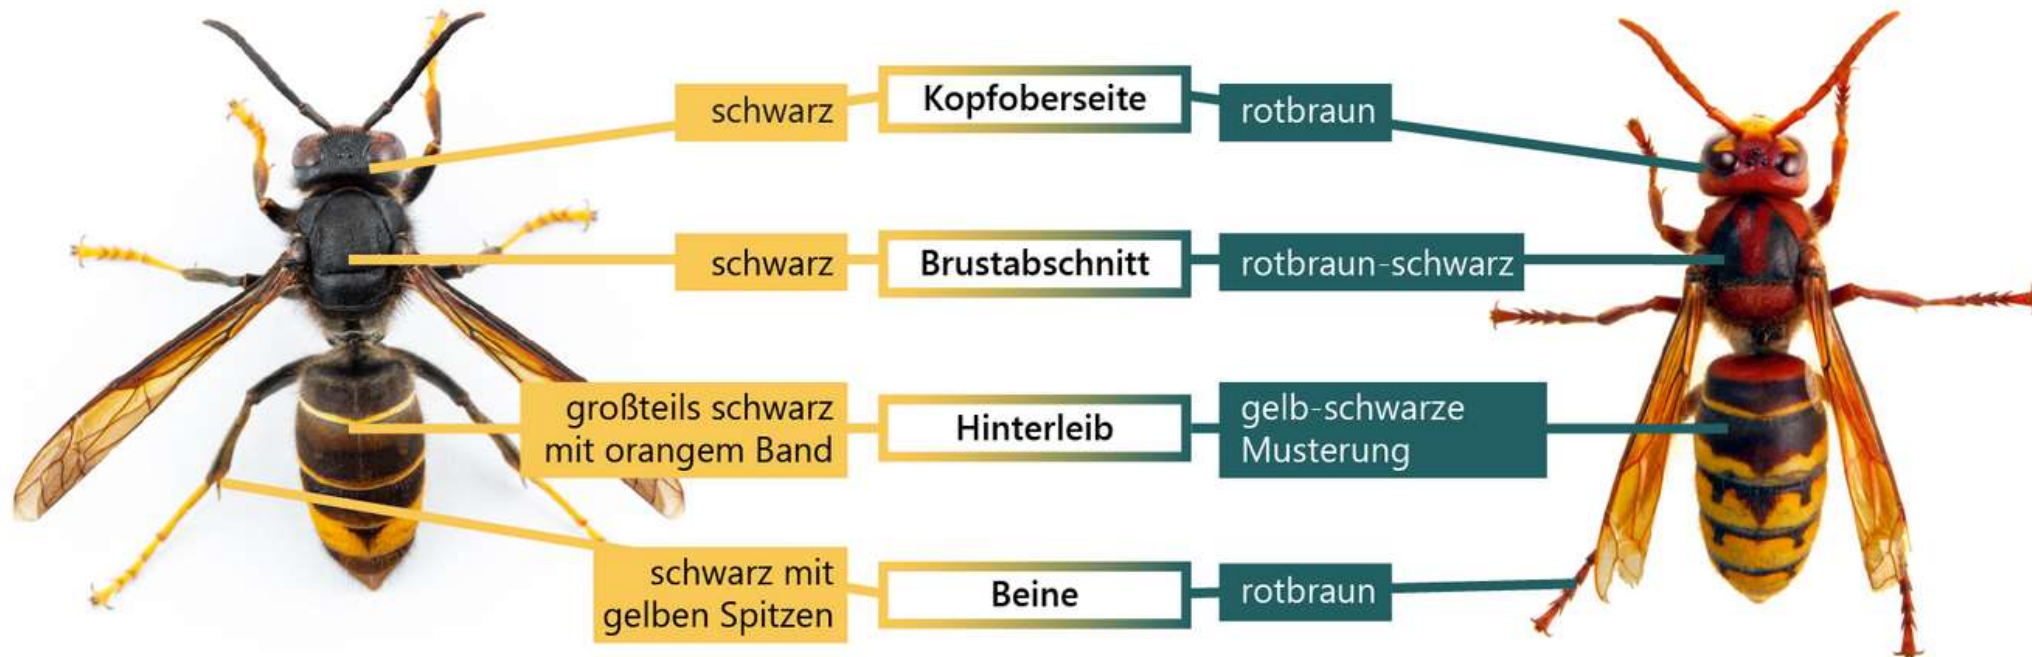 schwarz
Kopfoberseite
rotbraun
schwarz
Brustabschnitt
rotbraun-schwarz
großteils schwarz
mit orangem Band
Hinterleib
gelb-schwarze
Musterung
schwarz mit
gelben Spitzen
Beine
rotbraun